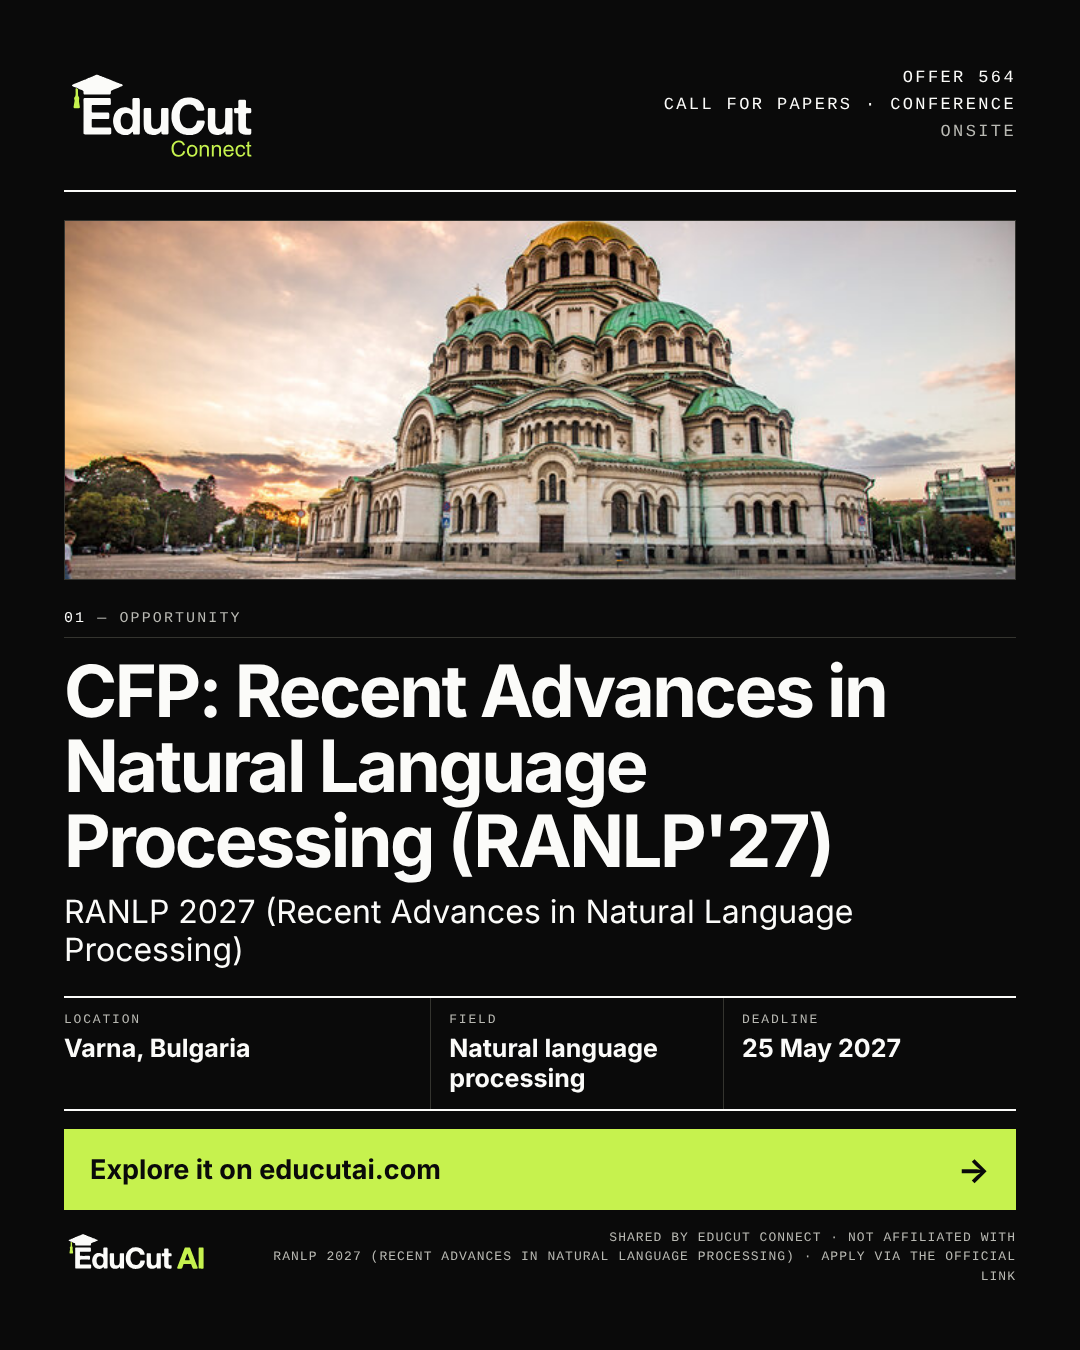 EduCut
Connect
OFFER 564
CALL FOR PAPERS · CONFERENCE
ONSITE
01 — OPPORTUNITY
CFP: Recent Advances in
Natural Language
Processing (RANLP'27)
RANLP 2027 (Recent Advances in Natural Language
Processing)
LOCATION
Varna, Bulgaria
FIELD
Natural language
processing
DEADLINE
25 May 2027
Explore it on educutai.com →
EduCut AI
SHARED BY EDUCUT CONNECT · NOT AFFILIATED WITH
RANLP 2027 (RECENT ADVANCES IN NATURAL LANGUAGE PROCESSING) · APPLY VIA THE OFFICIAL
LINK